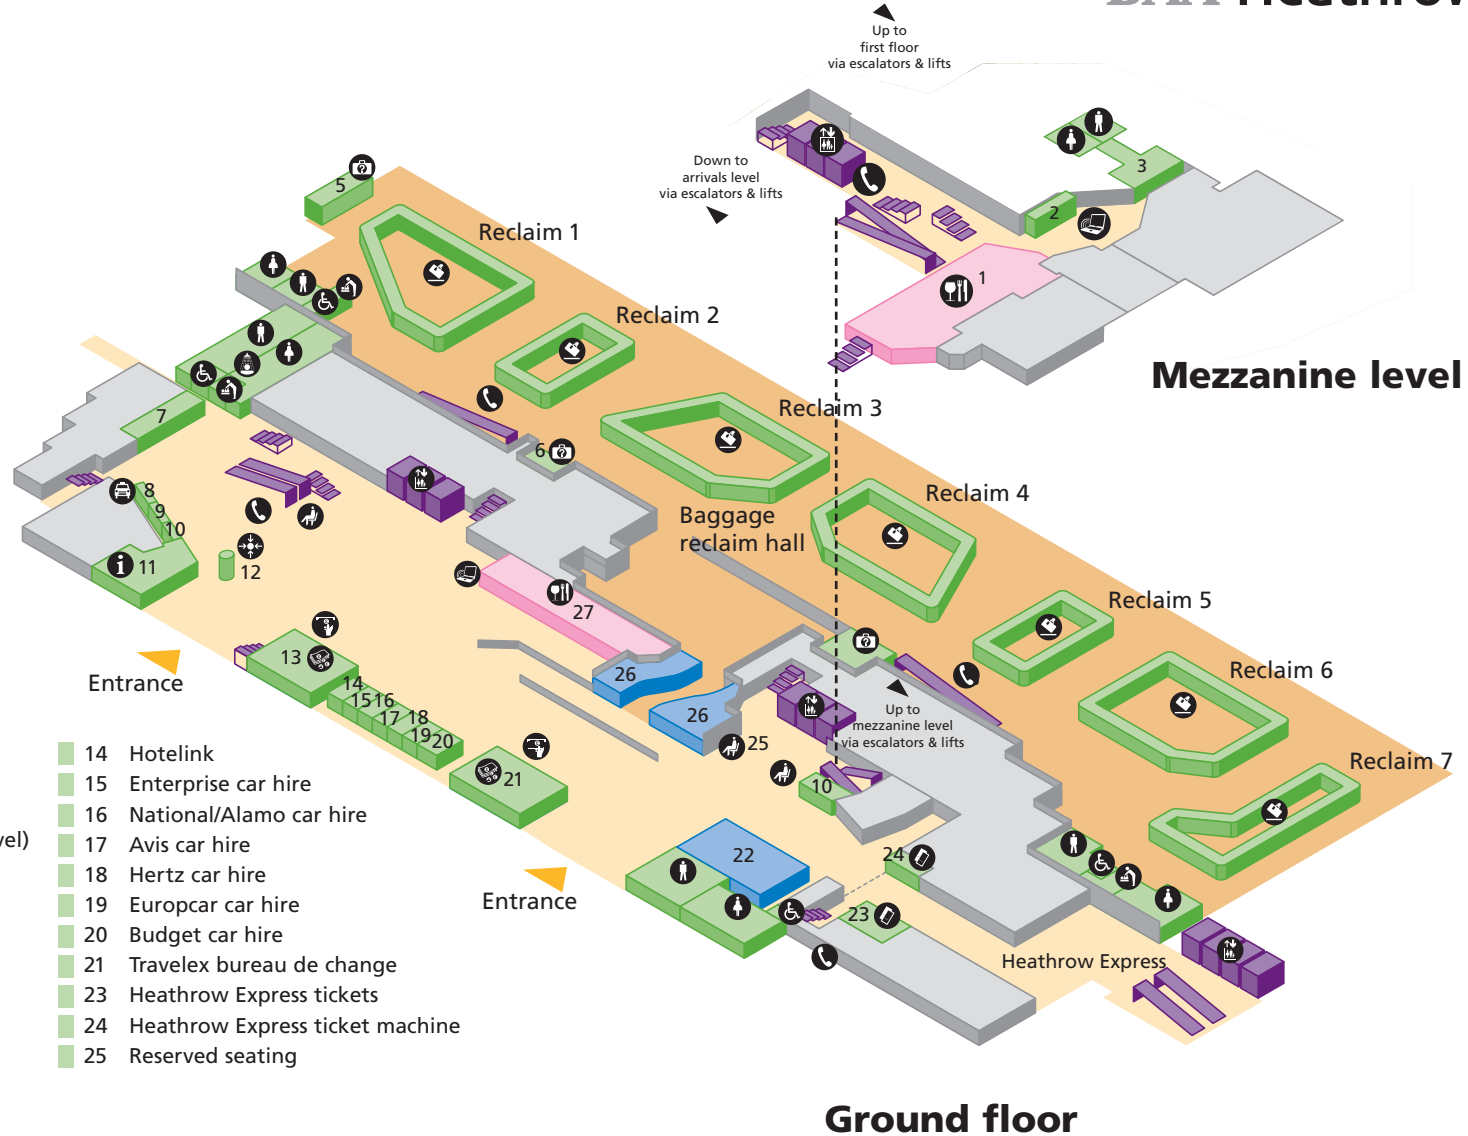 Up to
first floor
via escalators & lifts
Down to
arrivals level
via escalators & lifts
3
2
1
Mezzanine level
5
Reclaim 1
Reclaim 2
Reclaim 3
Reclaim 4
Reclaim 5
Reclaim 6
Reclaim 7
Baggage
reclaim hall
6
7
8
9
10
11
12
27
26
26
25
Up to
mezzanine level
via escalators & lifts
10
13
14
15
16
17
18
19
20
21
22
24
23
Entrance
Entrance
Heathrow Express
14 Hotelink
15 Enterprise car hire
16 National/Alamo car hire
17 Avis car hire
18 Hertz car hire
19 Europcar car hire
20 Budget car hire
21 Travelex bureau de change
23 Heathrow Express tickets
24 Heathrow Express ticket machine
25 Reserved seating
Ground floor